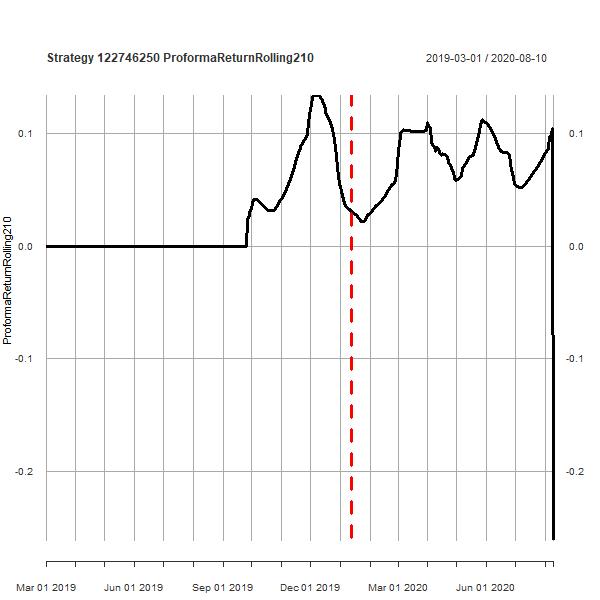 Strategy 122746250 ProformaReturnRolling210
2019-03-01 / 2020-08-10
ProformaReturnRolling210
0.1
0.1
0.0
0.0
-0.1
-0.1
-0.2
-0.2
Mar 01 2019
Jun 01 2019
Sep 01 2019
Dec 01 2019
Mar 01 2020
Jun 01 2020